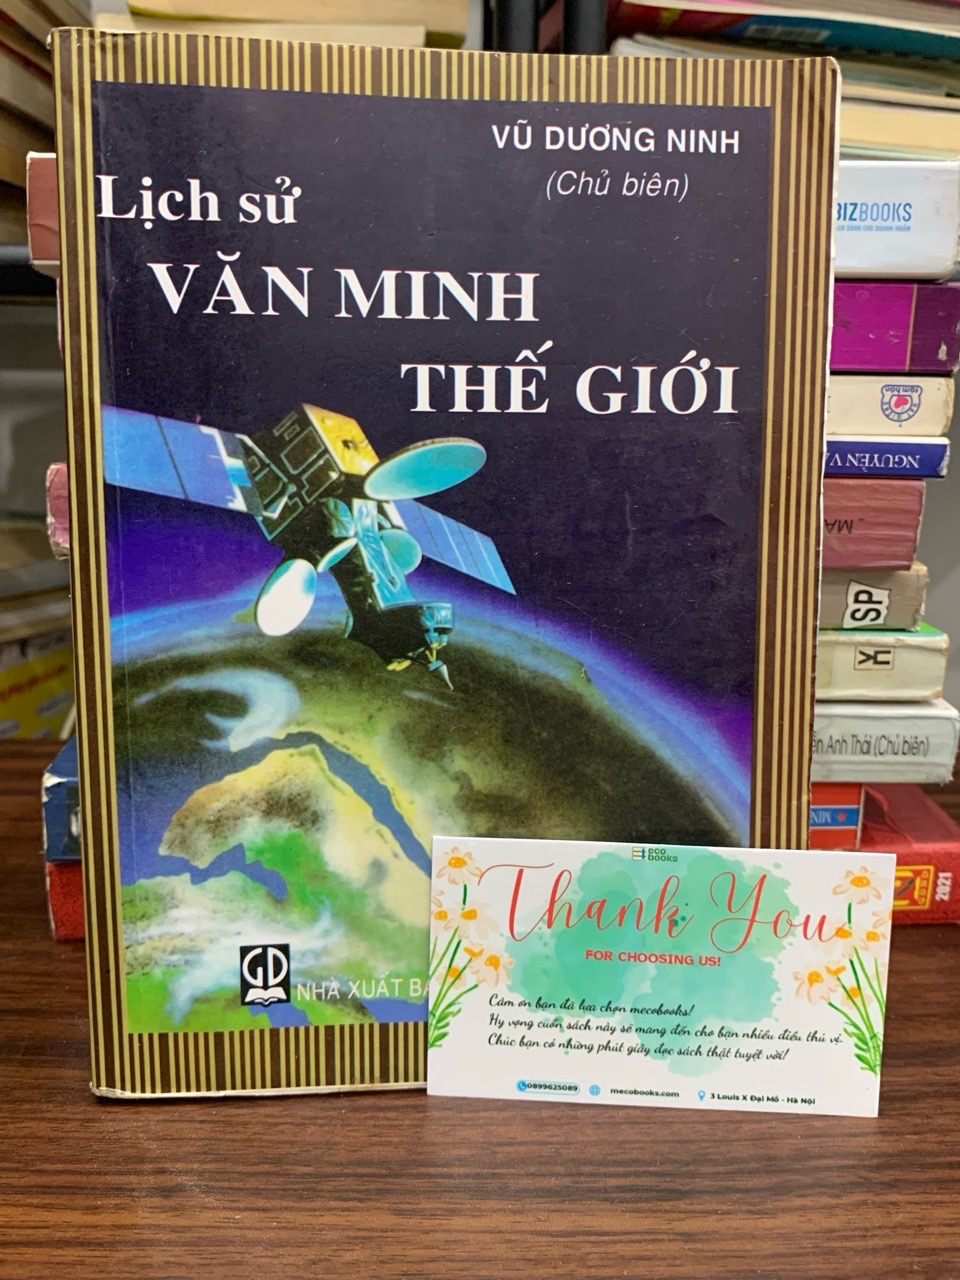 VŨ DƯƠNG NINH
(Chủ biên)
Lịch sử
VĂN MINH
THẾ GIỚI
GD
NHÀ XUẤT BẢ
eco
books
Thank You
FOR CHOOSING US!
Cảm ơn bạn đã lựa chọn mecobooks!
Hy vọng cuốn sách này sẽ mang đến cho bạn nhiều điều thú vị.
Chúc bạn có những phút giây đọc sách thật tuyệt vời!
0899625089
mecobooks.com
3 Louis X Đại Mỗ - Hà Nội
BIZBOOKS
NGUYỄN VĂ
MÁ
SP
Anh Thái (Chủ biên)
MIN
2021